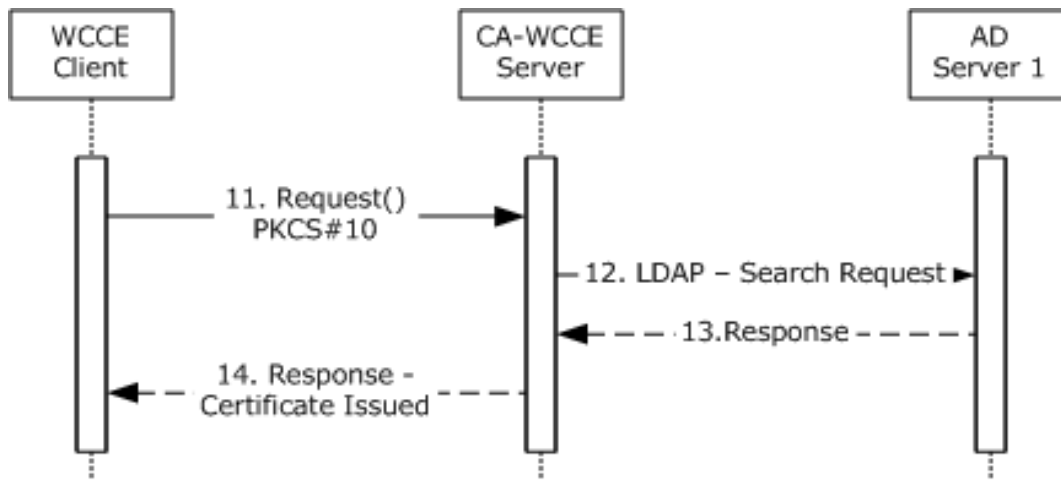 WCCE
Client
CA-WCCE
Server
AD
Server 1
11. Request()
PKCS#10
12. LDAP – Search Request
13.Response
14. Response -
Certificate Issued